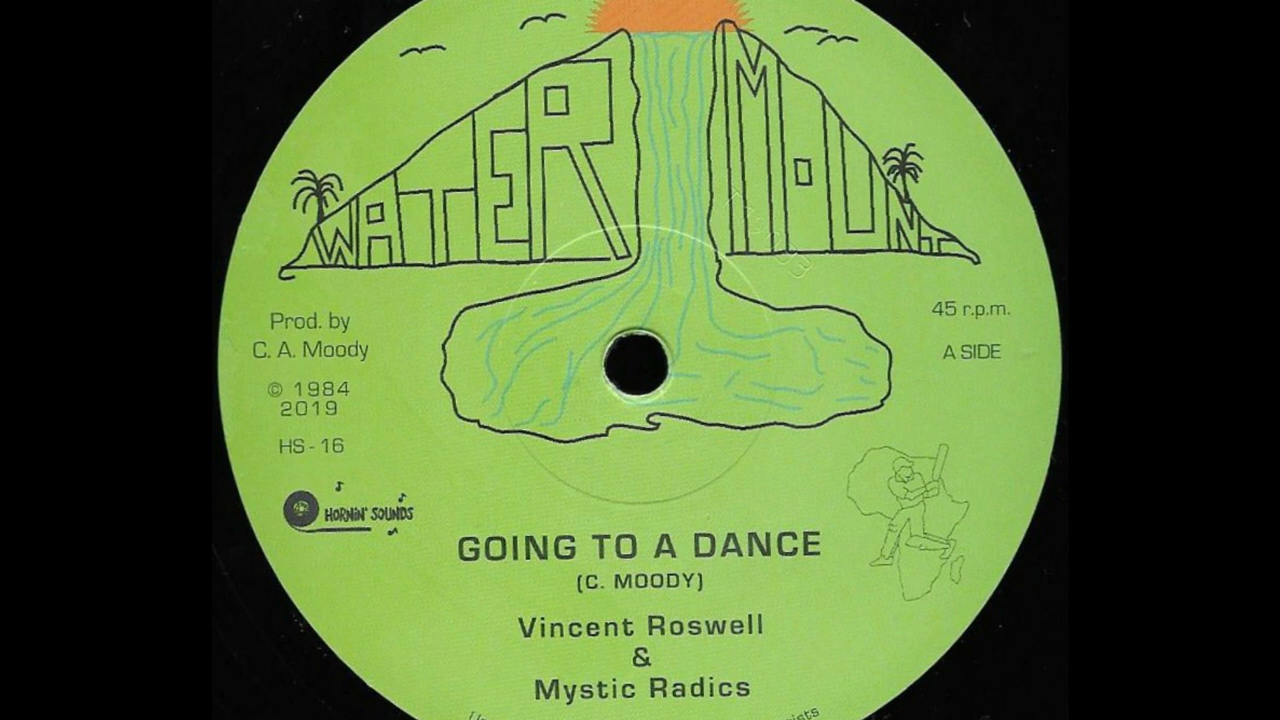 WATER MOUNT
Prod. by
C. A. Moody
© 1984
2019
HS - 16
HORNIN' SOUNDS
45 r.p.m.
A SIDE
GOING TO A DANCE
(C. MOODY)
Vincent Roswell
&
Mystic Radics